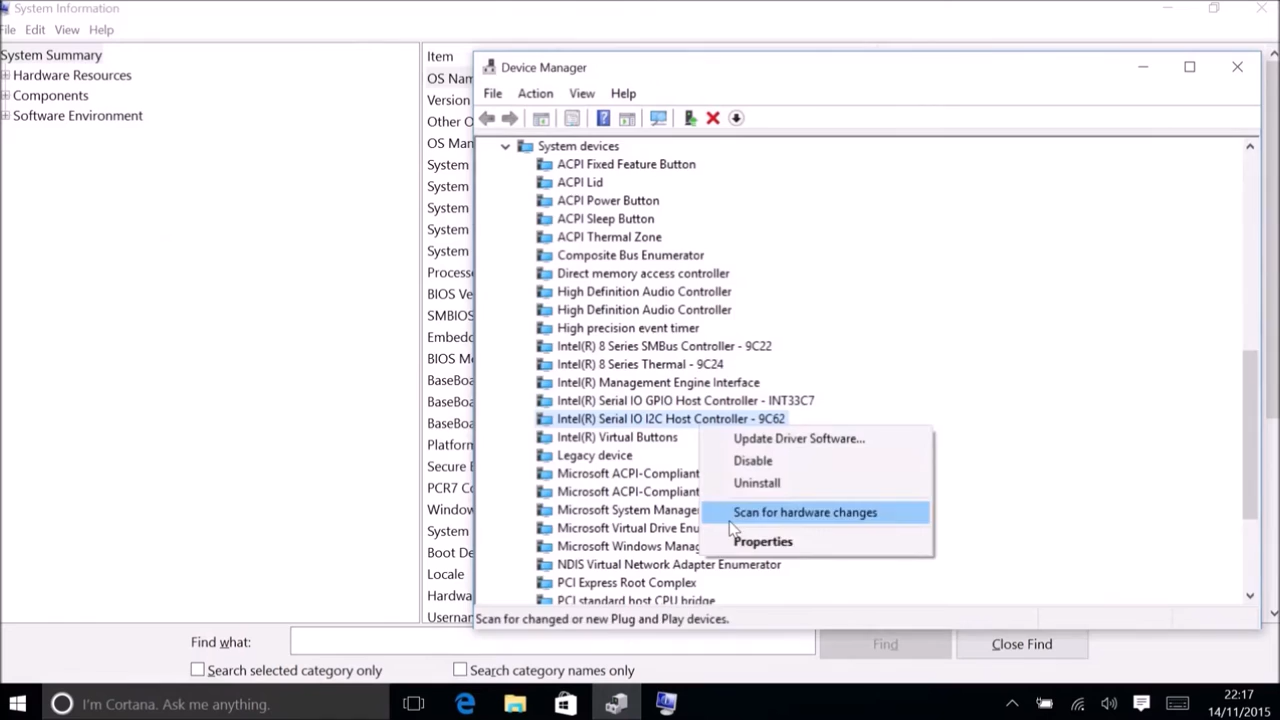 System Information
File Edit View Help
System Summary
Hardware Resources
Components
Software Environment
Item
OS Nam
Version
Other O
OS Man
System
System
System
System
System
Processo
BIOS Ve
SMBIOS
Embedd
BIOS Mo
BaseBoa
BaseBoa
BaseBoa
Platform
Secure B
PCR7 Co
Window
System
Boot De
Locale
Hardwa
Usernam
Device Manager
File Action View Help
System devices
ACPI Fixed Feature Button
ACPI Lid
ACPI Power Button
ACPI Sleep Button
ACPI Thermal Zone
Composite Bus Enumerator
Direct memory access controller
High Definition Audio Controller
High Definition Audio Controller
High precision event timer
Intel(R) 8 Series SMBus Controller - 9C22
Intel(R) 8 Series Thermal - 9C24
Intel(R) Management Engine Interface
Intel(R) Serial IO GPIO Host Controller - INT33C7
Intel(R) Serial IO I2C Host Controller - 9C62
Intel(R) Virtual Buttons
Legacy device
Microsoft ACPI-Compliant
Microsoft ACPI-Compliant
Microsoft System Manage
Microsoft Virtual Drive Enu
Microsoft Windows Manag
NDIS Virtual Network Adapter Enumerator
PCI Express Root Complex
PCI standard host CPU bridge
Update Driver Software...
Disable
Uninstall
Scan for hardware changes
Properties
Scan for changed or new Plug and Play devices.
Find what:
Find
Close Find
Search selected category only
Search category names only
I'm Cortana. Ask me anything.
22:17
14/11/2015